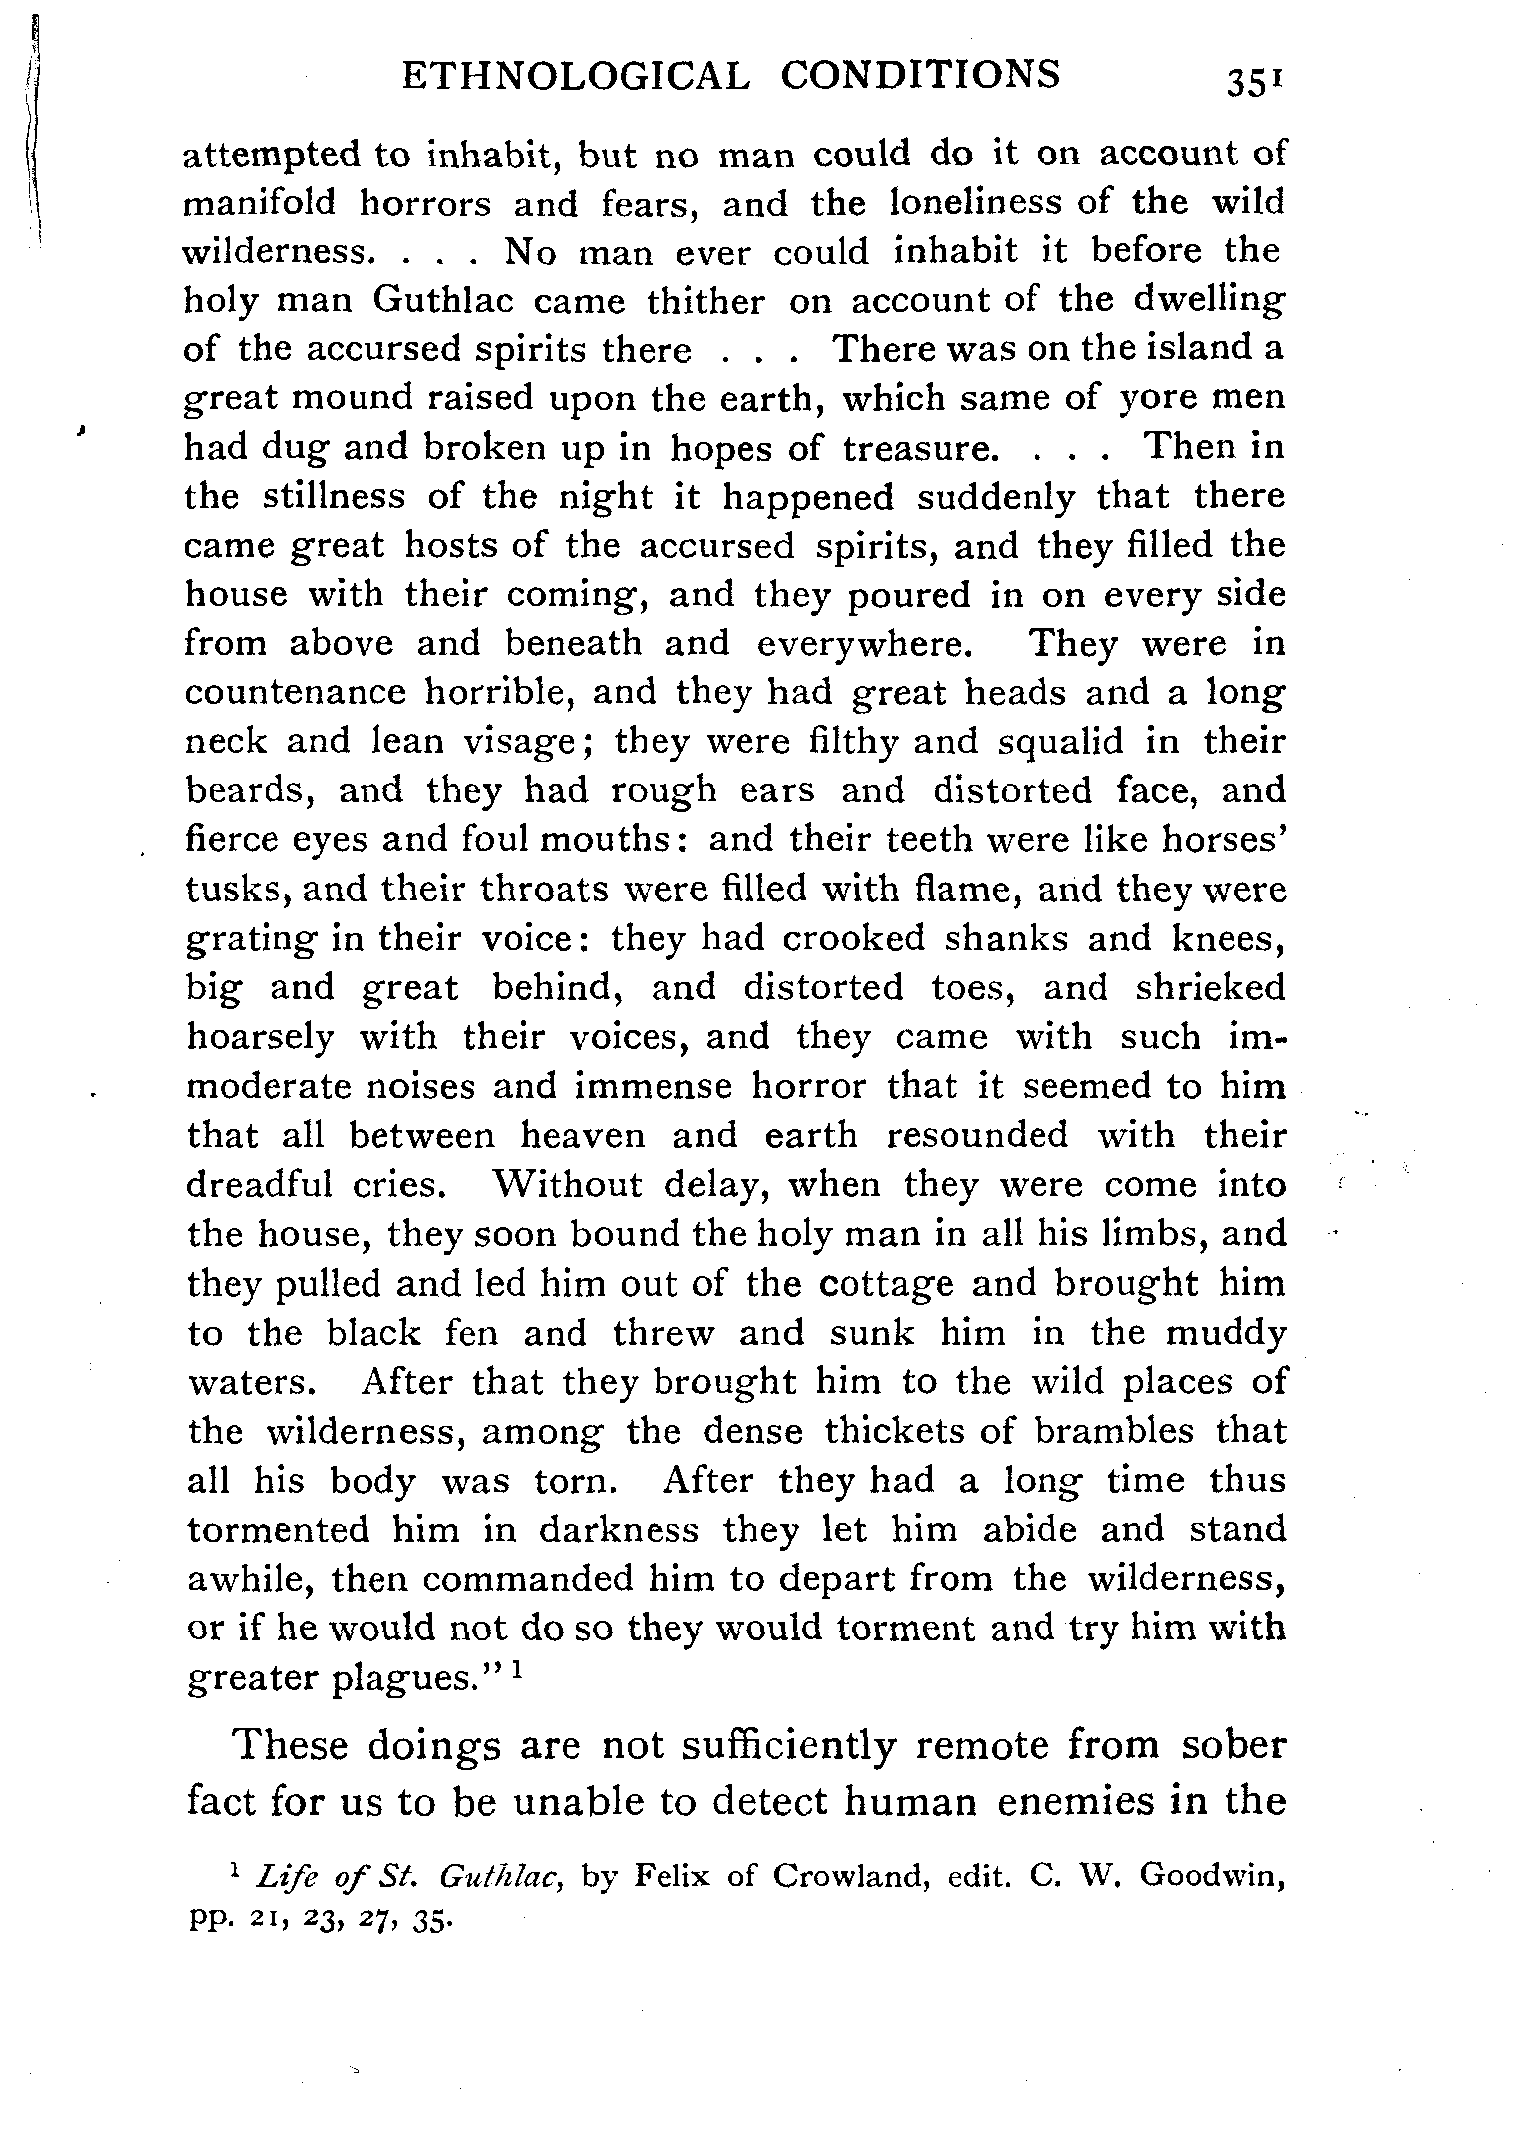 ETHNOLOGICAL CONDITIONS 351
attempted to inhabit, but no man could do it on account of
manifold horrors and fears, and the loneliness of the wild
wilderness. . . . No man ever could inhabit it before the
holy man Guthlac came thither on account of the dwelling
of the accursed spirits there . . . There was on the island a
great mound raised upon the earth, which same of yore men
had dug and broken up in hopes of treasure. . . . Then in
the stillness of the night it happened suddenly that there
came great hosts of the accursed spirits, and they filled the
house with their coming, and they poured in on every side
from above and beneath and everywhere. They were in
countenance horrible, and they had great heads and a long
neck and lean visage; they were filthy and squalid in their
beards, and they had rough ears and distorted face, and
fierce eyes and foul mouths: and their teeth were like horses’
tusks, and their throats were filled with flame, and they were
grating in their voice: they had crooked shanks and knees,
big and great behind, and distorted toes, and shrieked
hoarsely with their voices, and they came with such im-
moderate noises and immense horror that it seemed to him
that all between heaven and earth resounded with their
dreadful cries. Without delay, when they were come into
the house, they soon bound the holy man in all his limbs, and
they pulled and led him out of the cottage and brought him
to the black fen and threw and sunk him in the muddy
waters. After that they brought him to the wild places of
the wilderness, among the dense thickets of brambles that
all his body was torn. After they had a long time thus
tormented him in darkness they let him abide and stand
awhile, then commanded him to depart from the wilderness,
or if he would not do so they would torment and try him with
greater plagues.” 1
These doings are not sufficiently remote from sober
fact for us to be unable to detect human enemies in the
1 Life of St. Guthlac, by Felix of Crowland, edit. C. W. Goodwin,
pp. 21, 23, 27, 35.